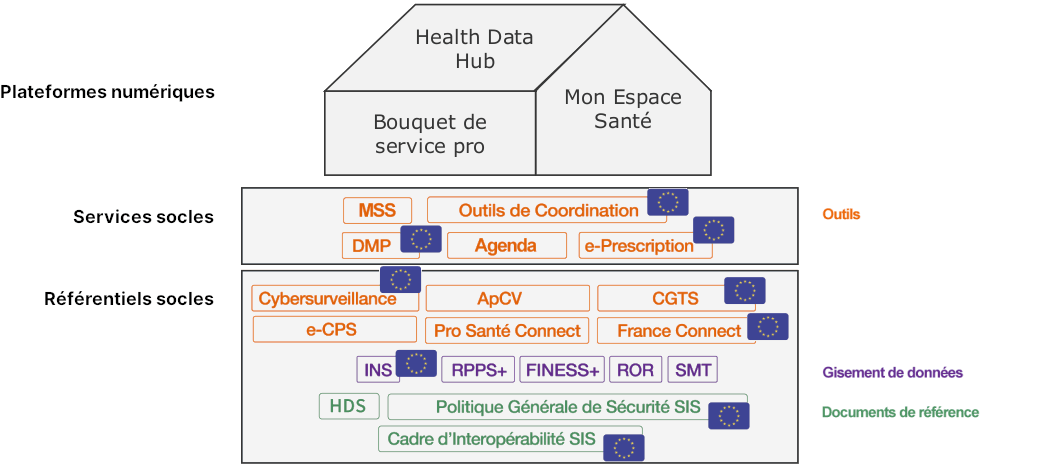 Health Data
Hub
Plateformes numériques
Mon Espace
Santé
Bouquet de
service pro
Services socles
MSS
Outils de Coordination
Outils
DMP
Agenda
e-Prescription
Référentiels socles
Cybersurveillance
ApCV
CGTS
e-CPS
Pro Santé Connect
France Connect
INS
RPPS+
FINESS+
ROR
SMT
Gisement de données
HDS
Politique Générale de Sécurité SIS
Documents de référence
Cadre d'Interopérabilité SIS